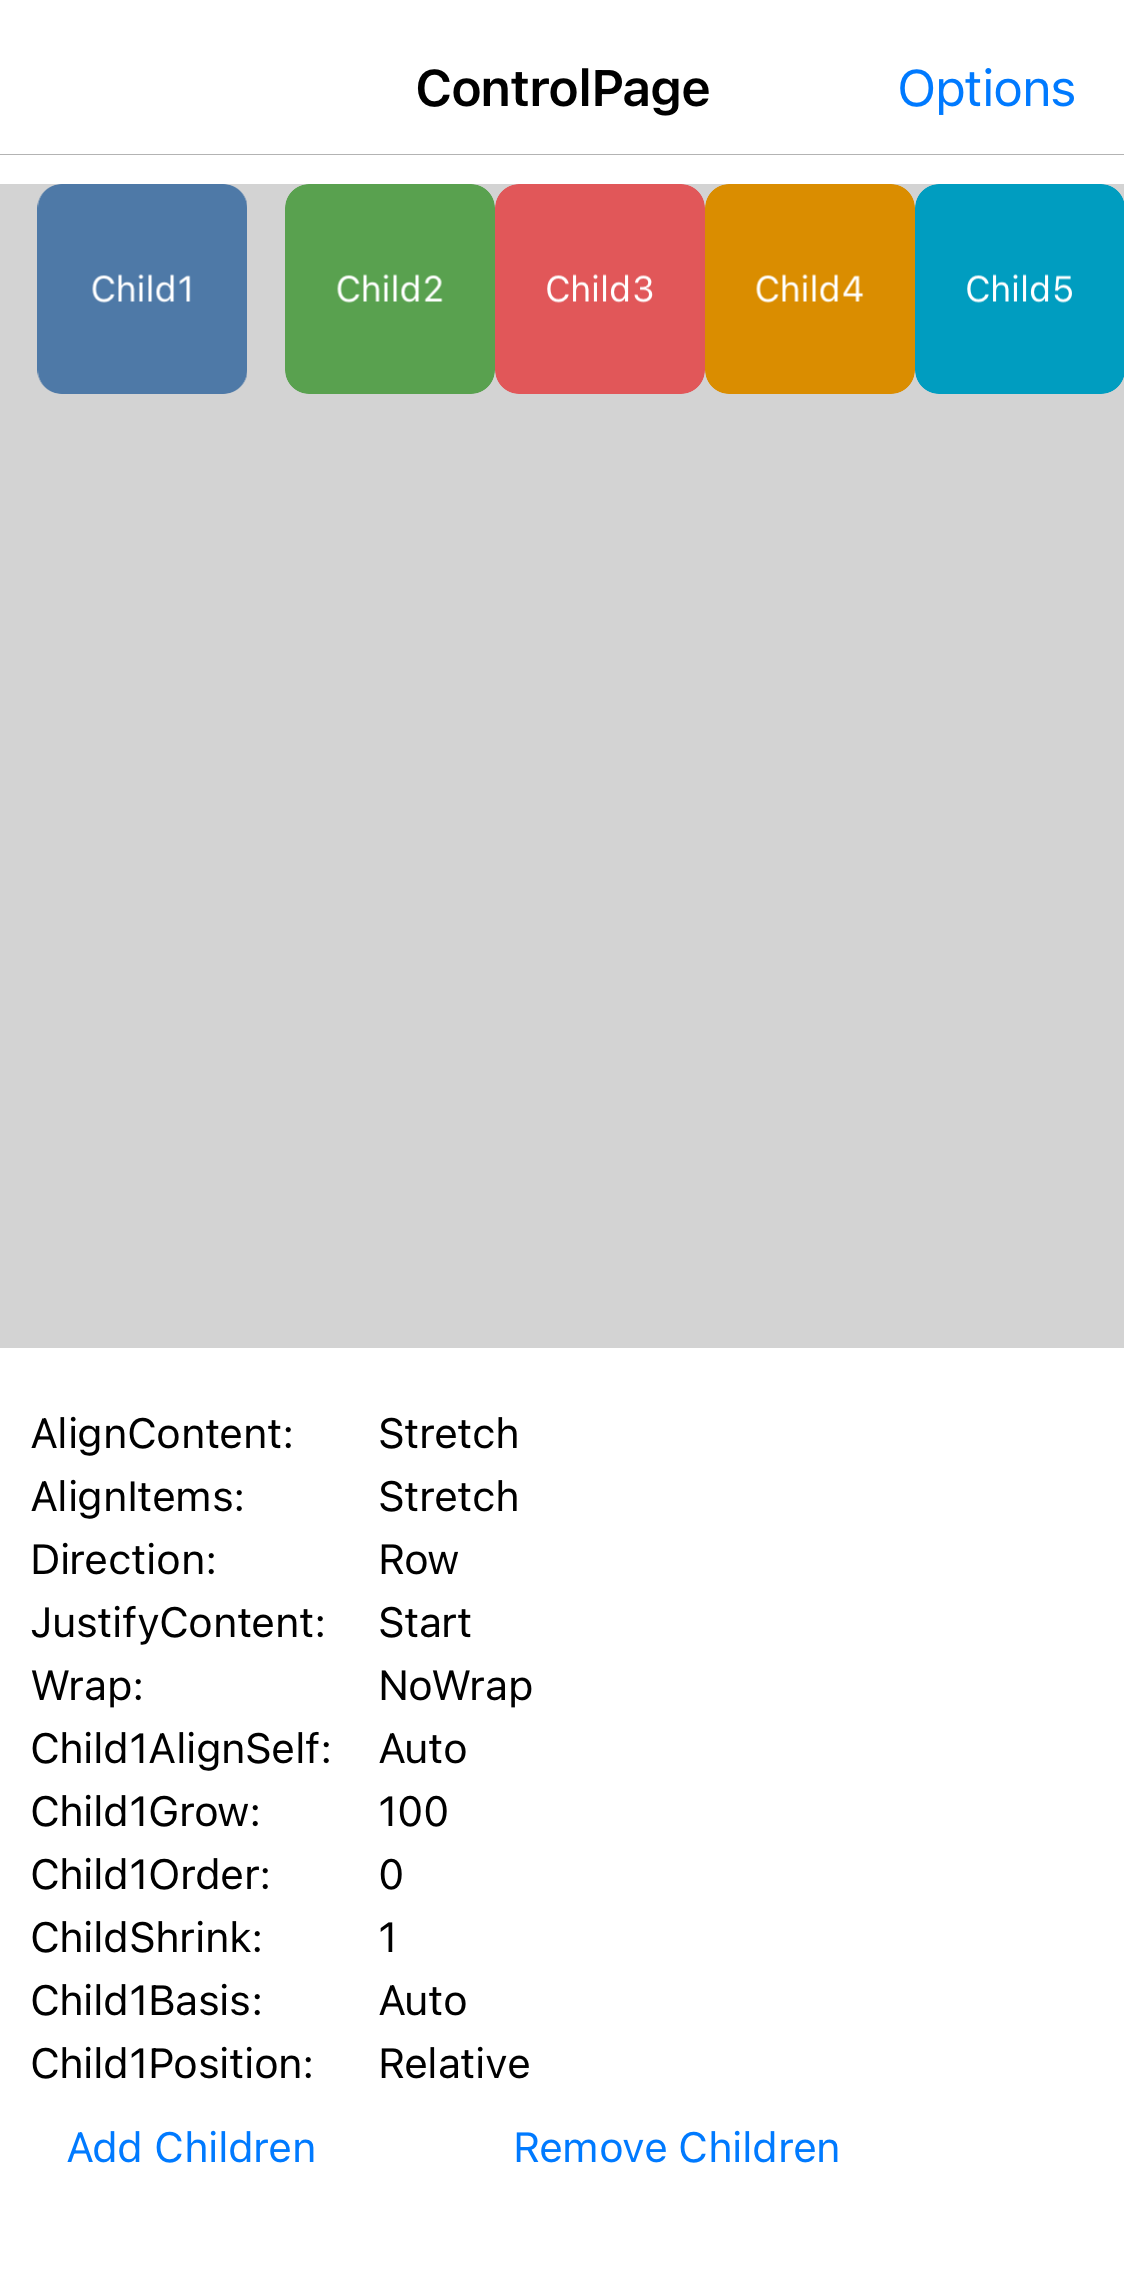 ControlPage Options
Child1 Child2 Child3 Child4 Child5
AlignContent: Stretch
AlignItems: Stretch
Direction: Row
JustifyContent: Start
Wrap: NoWrap
Child1AlignSelf: Auto
Child1Grow: 100
Child1Order: 0
ChildShrink: 1
Child1Basis: Auto
Child1Position: Relative
Add Children Remove Children